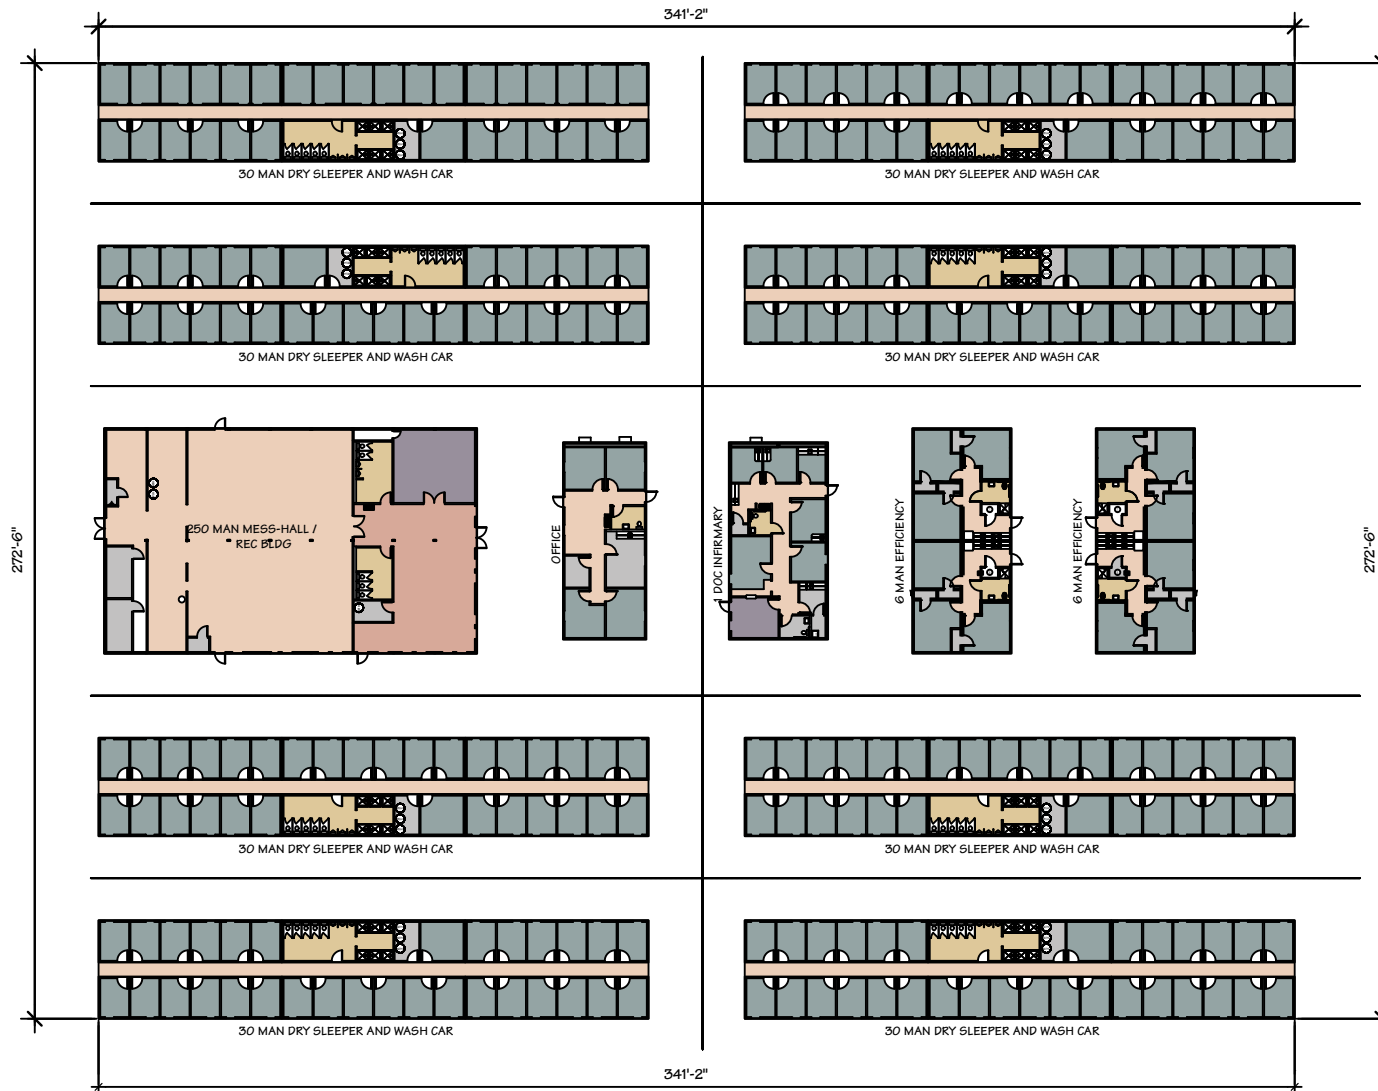 341'-2"
30 MAN DRY SLEEPER AND WASH CAR
30 MAN DRY SLEEPER AND WASH CAR
30 MAN DRY SLEEPER AND WASH CAR
30 MAN DRY SLEEPER AND WASH CAR
272'-6"
250 MAN MESS-HALL /
REC BLDG
OFFICE
1 DOC INFIRMARY
6 MAN EFFICIENCY
6 MAN EFFICIENCY
272'-6"
30 MAN DRY SLEEPER AND WASH CAR
30 MAN DRY SLEEPER AND WASH CAR
30 MAN DRY SLEEPER AND WASH CAR
30 MAN DRY SLEEPER AND WASH CAR
341'-2"